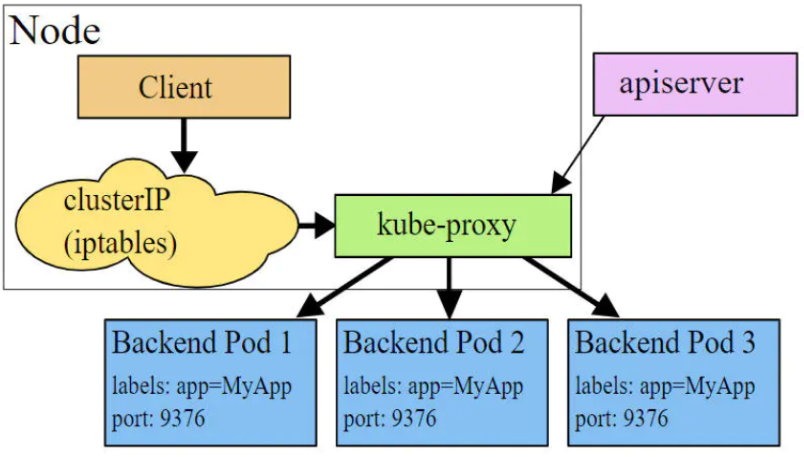 Node
Client
apiserver
clusterIP
(iptables)
kube-proxy
Backend Pod 1
labels: app=MyApp
port: 9376
Backend Pod 2
labels: app=MyApp
port: 9376
Backend Pod 3
labels: app=MyApp
port: 9376